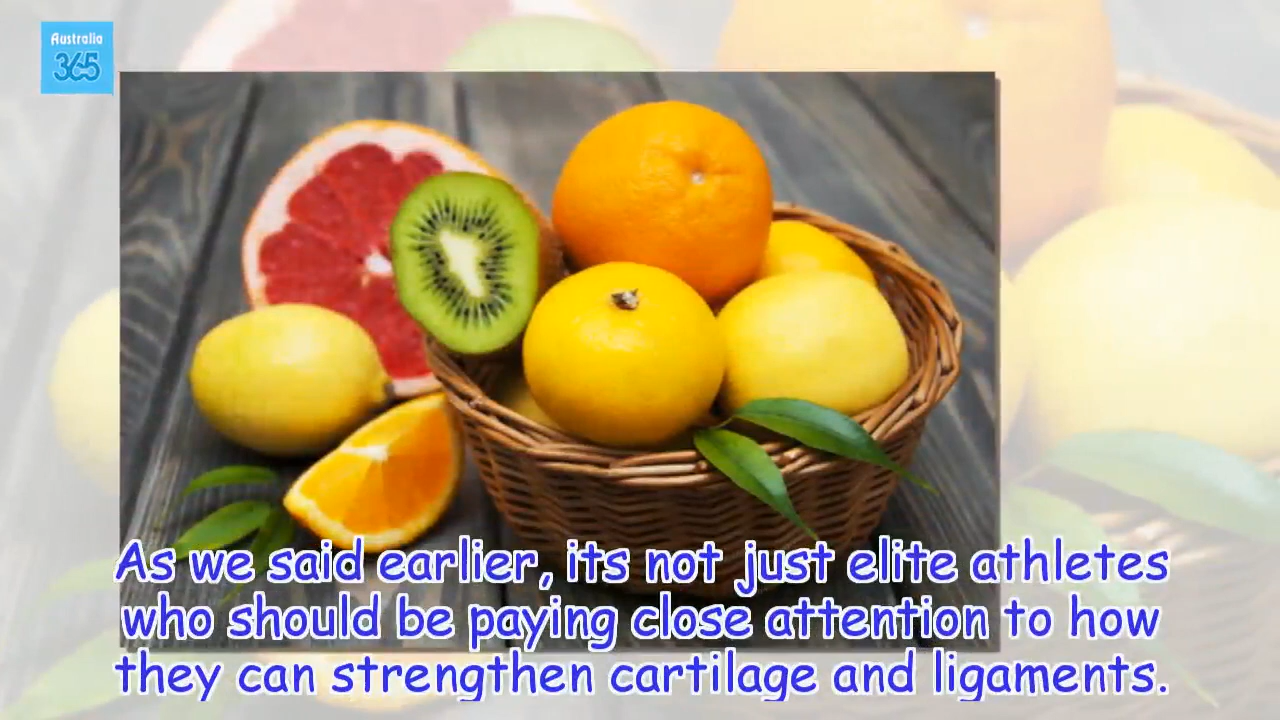 Australia
365
As we said earlier, its not just elite athletes
who should be paying close attention to how
they can strengthen cartilage and ligaments.